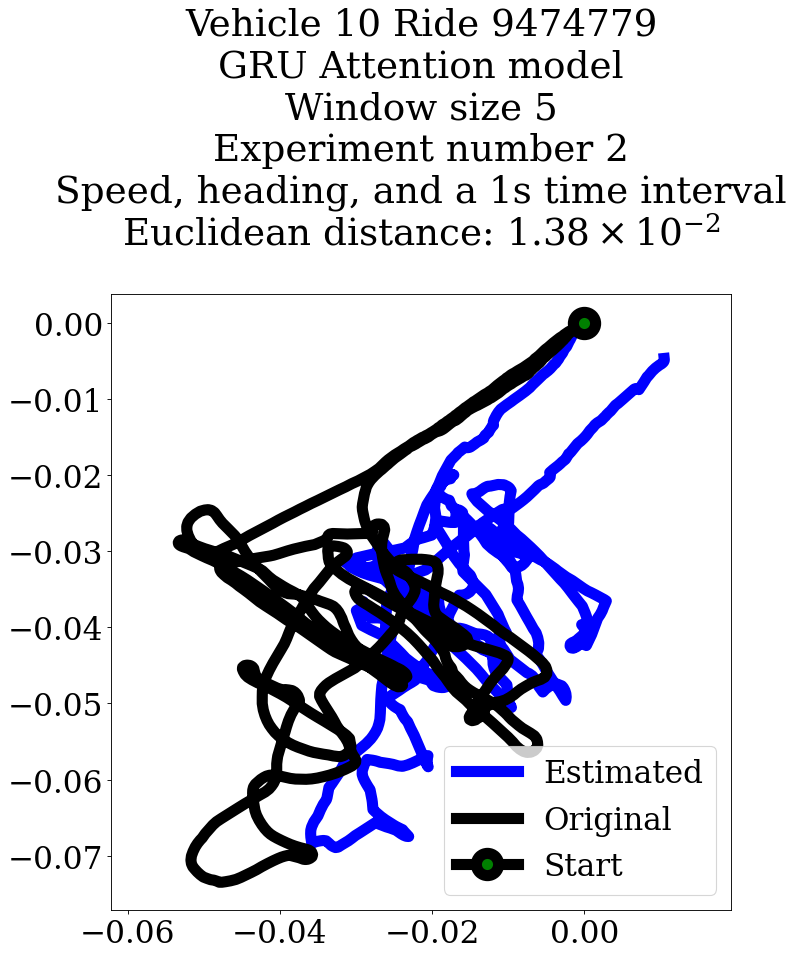 Vehicle 10 Ride 9474779
GRU Attention model
Window size 5
Experiment number 2
Speed, heading, and a 1s time interval
Euclidean distance: 1.38 × 10⁻²
0.00
−0.01
−0.02
−0.03
−0.04
−0.05
−0.06
−0.07
Estimated
Original
Start
−0.06 −0.04 −0.02 0.00